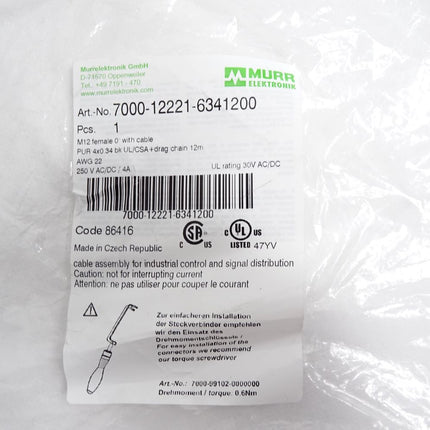 Murrelektronik GmbH
D-71570 Oppenweiler
Tel. +49 7191 - 470
www.murrelektronik.com
MURR
ELEKTRONIK
Art.-No. 7000-12221-6341200
Pcs. 1
M12 female 0° with cable
PUR 4x0.34 bk UL/CSA+drag chain 12m
AWG 22
250 V AC/DC / 4A
UL rating 30V AC/DC
7000-12221-6341200
Code 86416
Made in Czech Republic
C SA US
C UL US
LISTED 47YV
cable assembly for industrial control and signal distribution
Caution: not for interrupting current
Attention: ne pas utiliser pour couper le courant
Zur einfacheren Installation
der Steckverbinder empfehlen
wir den Einsatz des
Drehmomentschlüssels /
For easy installation of the
connectors we recommend
our torque screwdriver
Art.-No.: 7000-99102-0000000
Drehmoment / torque: 0.6Nm